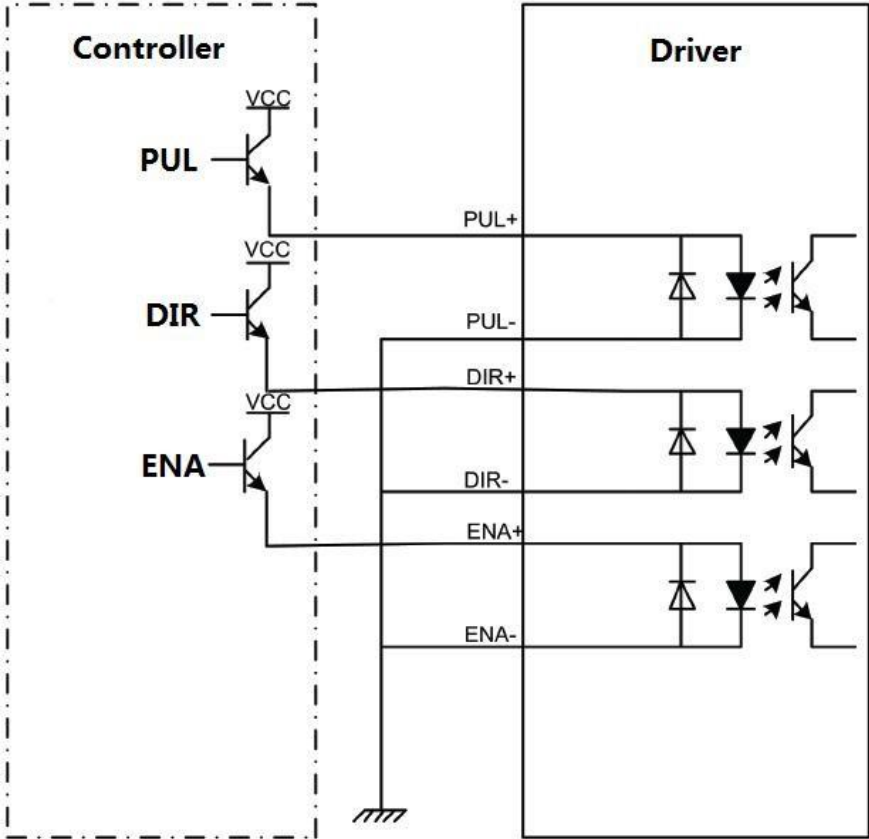 Controller
Driver
VCC
PUL
PUL+
VCC
DIR
PUL-
DIR+
VCC
ENA
DIR-
ENA+
ENA-